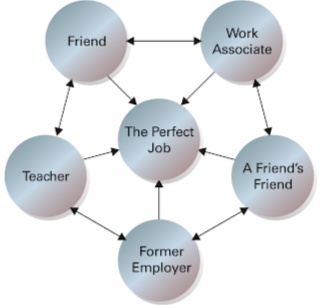 Friend
Work
Associate
The Perfect
Job
Teacher
A Friend's
Friend
Former
Employer